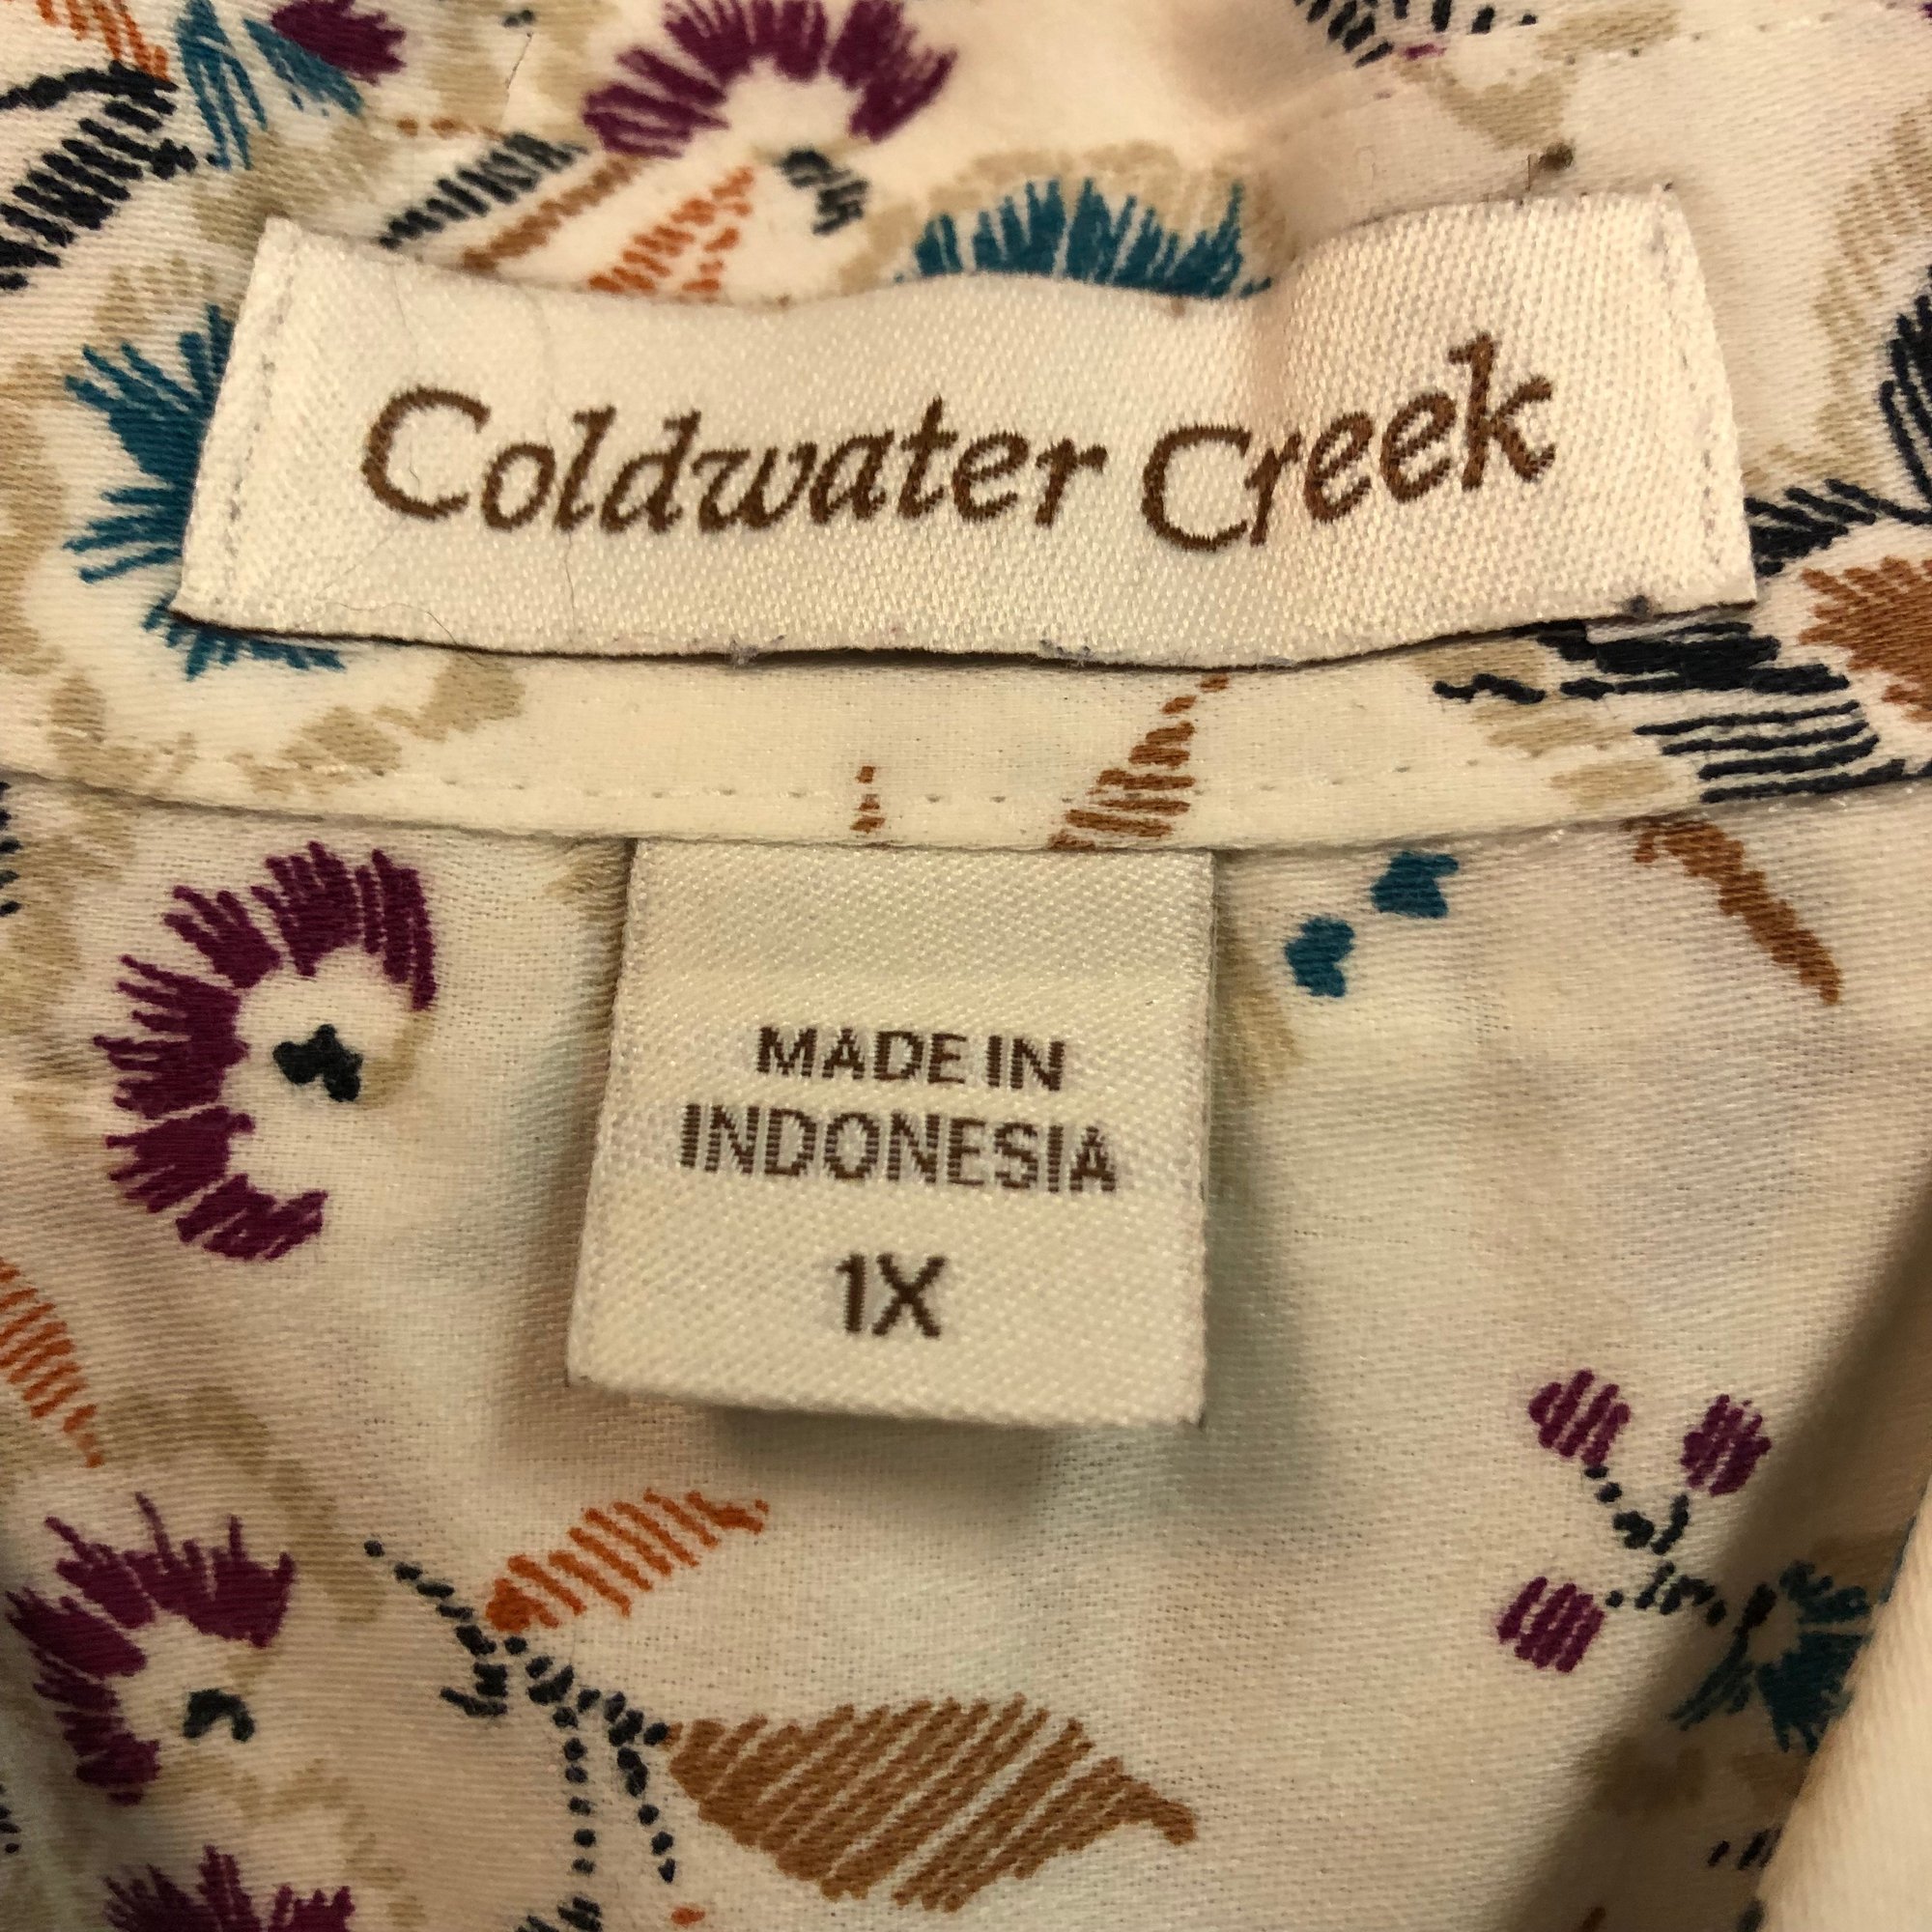 Coldwater Creek
MADE IN
INDONESIA
1X